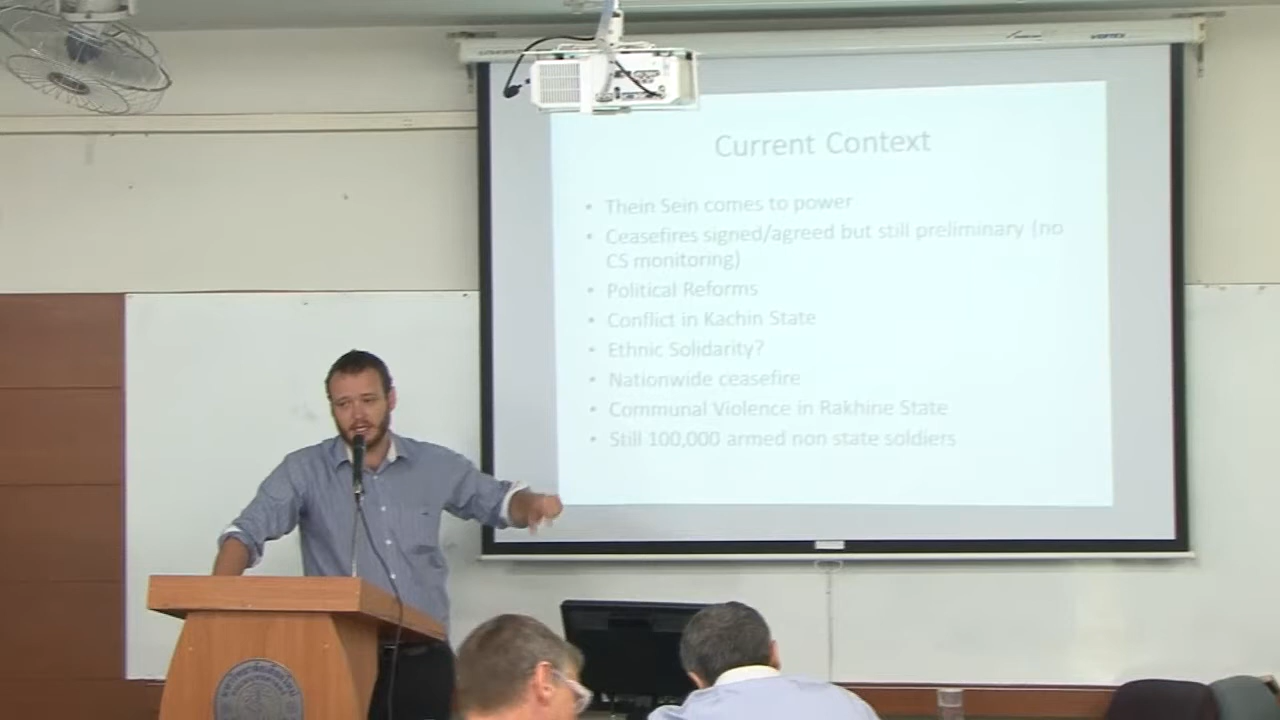 VERTEX
Current Context
• Thein Sein comes to power
• Ceasefires signed/agreed but still preliminary (no
CS monitoring)
• Political Reforms
• Conflict in Kachin State
• Ethnic Solidarity?
• Nationwide ceasefire
• Communal Violence in Rakhine State
• Still 100,000 armed non state soldiers